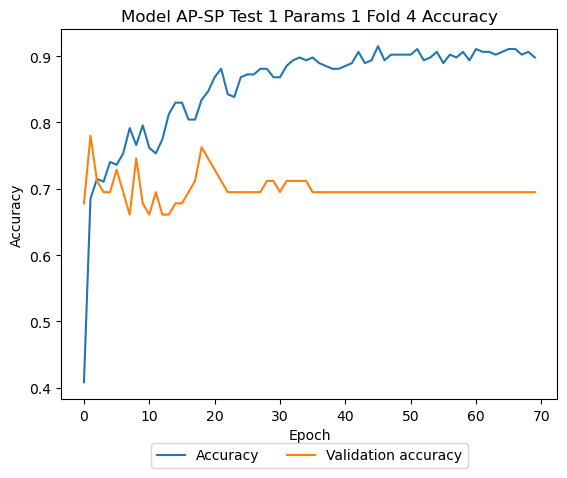 Model AP-SP Test 1 Params 1 Fold 4 Accuracy
0.9
0.8
0.7
0.6
0.5
0.4
Accuracy
0 10 20 30 40 50 60 70
Epoch
Accuracy Validation accuracy